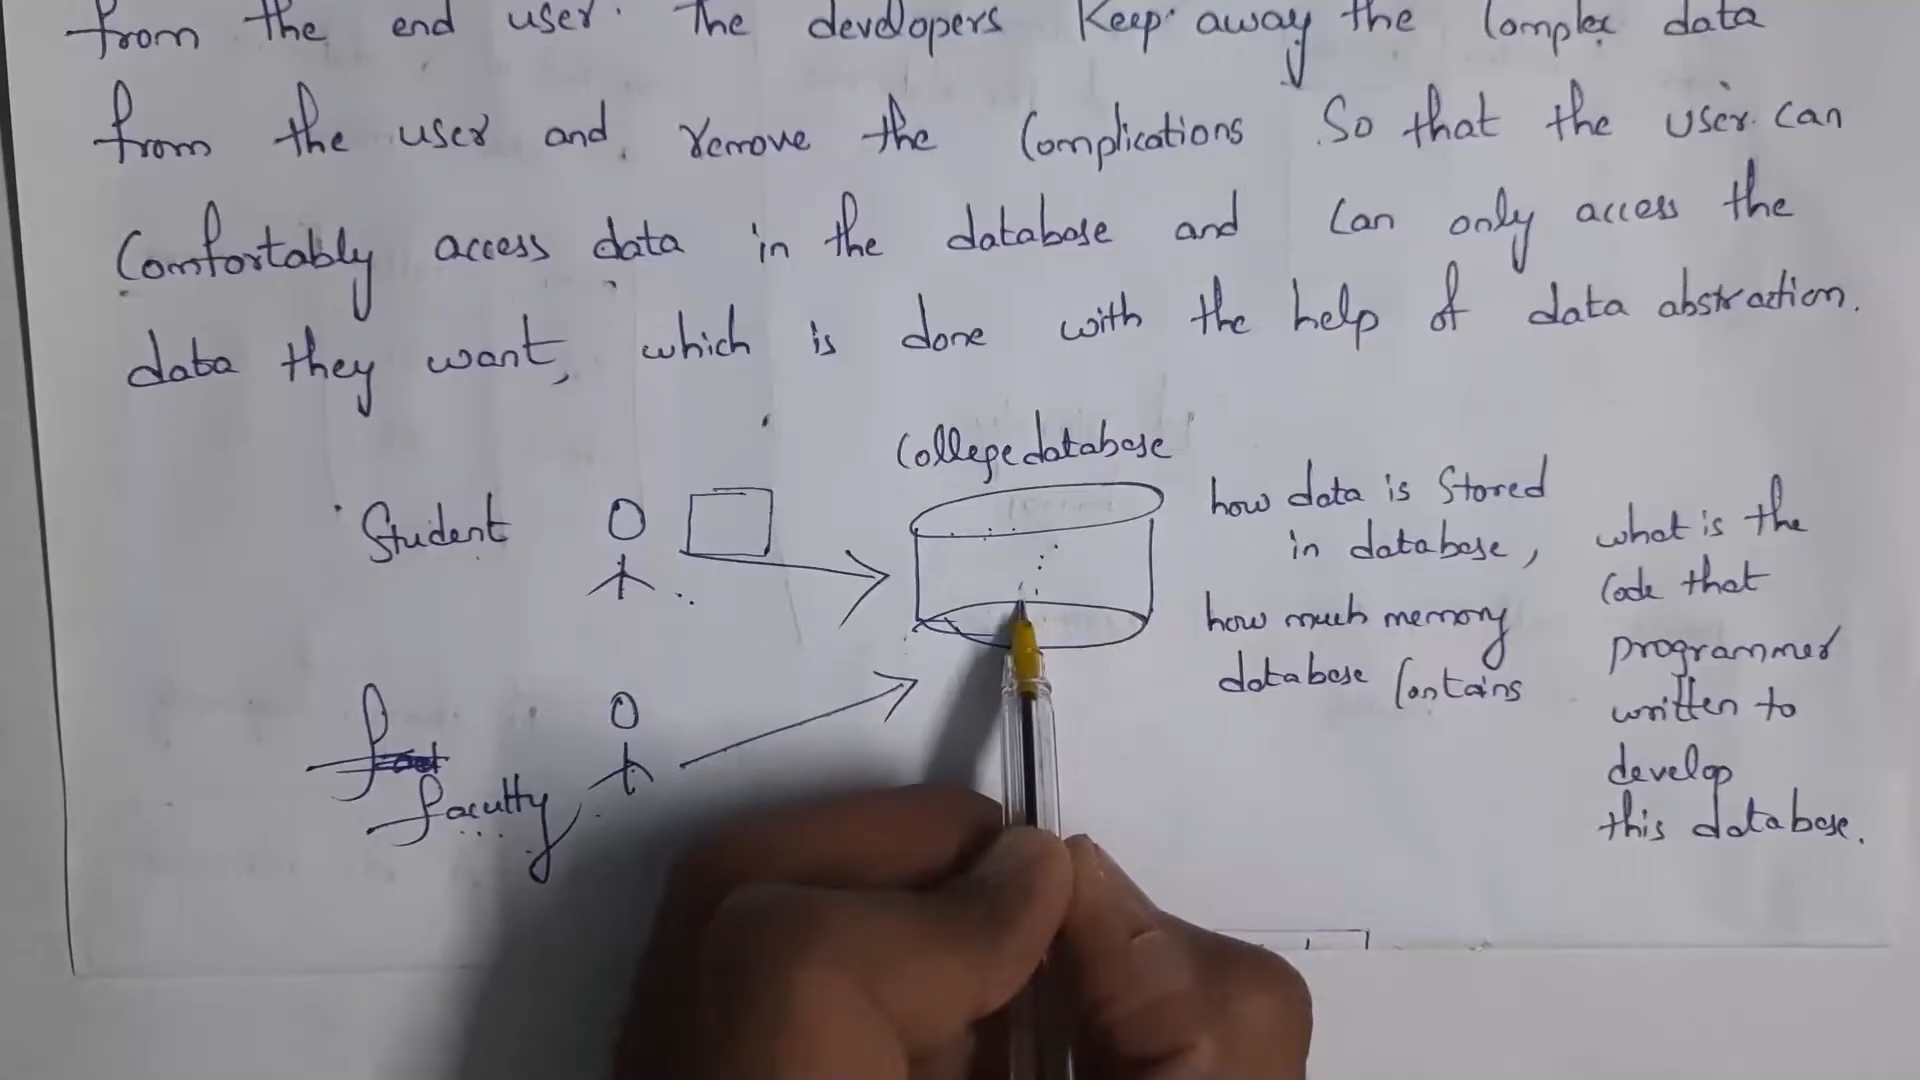 from the end user. The developers keep away the complex data
from the user and remove the complications so that the user can
comfortably access data in the database and can only access the
data they want, which is done with the help of data abstraction.
College database
Student
faculty
how data is stored
in database,
how much memory
database contains
what is the
code that
programmer
written to
develop
this database.